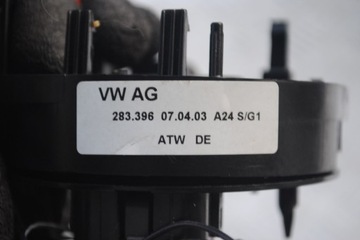 VW AG
283.396 07.04.03 A24 S/G1
ATW DE